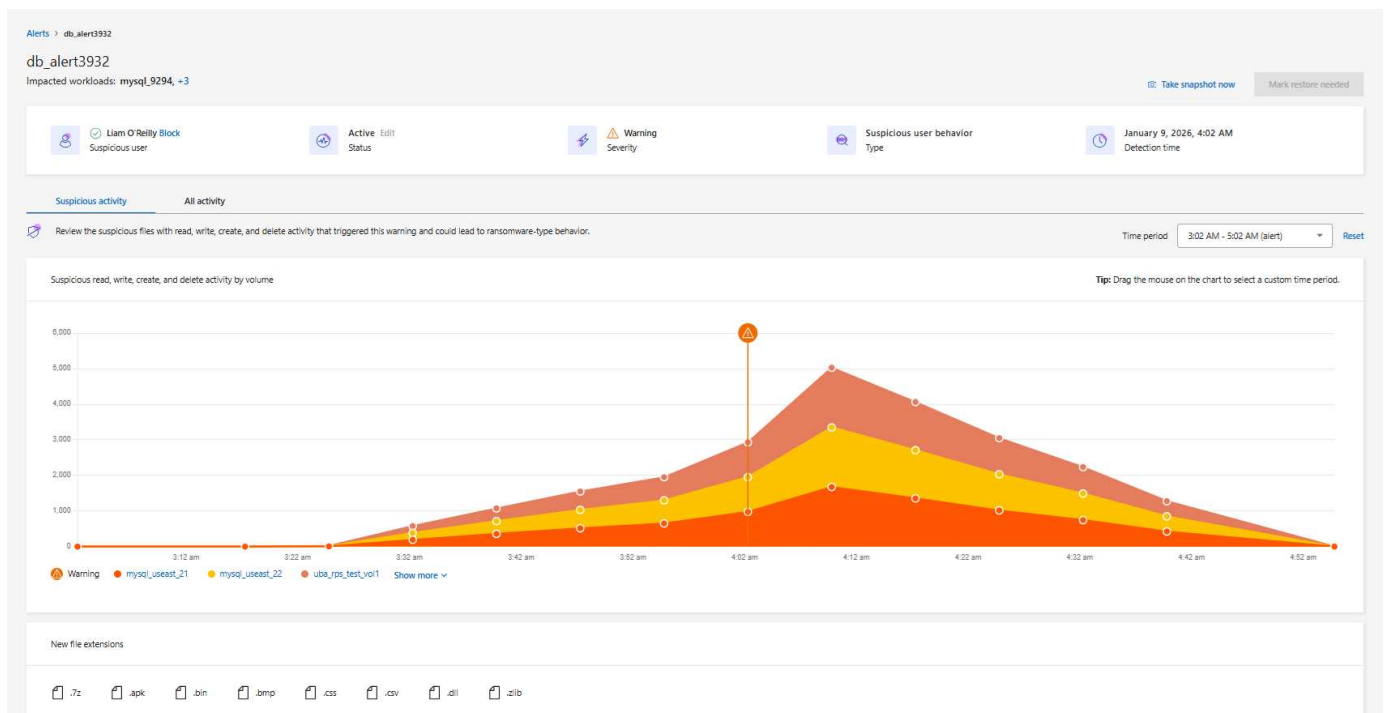 Alerts > db_alert3932
db_alert3932
Impacted workloads: mysql_9294, +3
Take snapshot now
Mark restore needed
Liam O'Reilly Block
Suspicious user
Active Edit
Status
Warning
Severity
Suspicious user behavior
Type
January 9, 2026, 4:02 AM
Detection time
Suspicious activity
All activity
Review the suspicious files with read, write, create, and delete activity that triggered this warning and could lead to ransomware-type behavior.
Time period
3:02 AM - 5:02 AM (alert)
Reset
Suspicious read, write, create, and delete activity by volume
Tip: Drag the mouse on the chart to select a custom time period.
6,000
5,000
4,000
3,000
2,000
1,000
0
3:12 am 3:22 am 3:32 am 3:42 am 3:52 am 4:02 am 4:12 am 4:22 am 4:32 am 4:42 am 4:52 am
Warning mysql_useast_21 mysql_useast_22 uba_rps_test_vol1 Show more
New file extensions
.7z .apk .bin .bmp .css .csv .dll .zlib